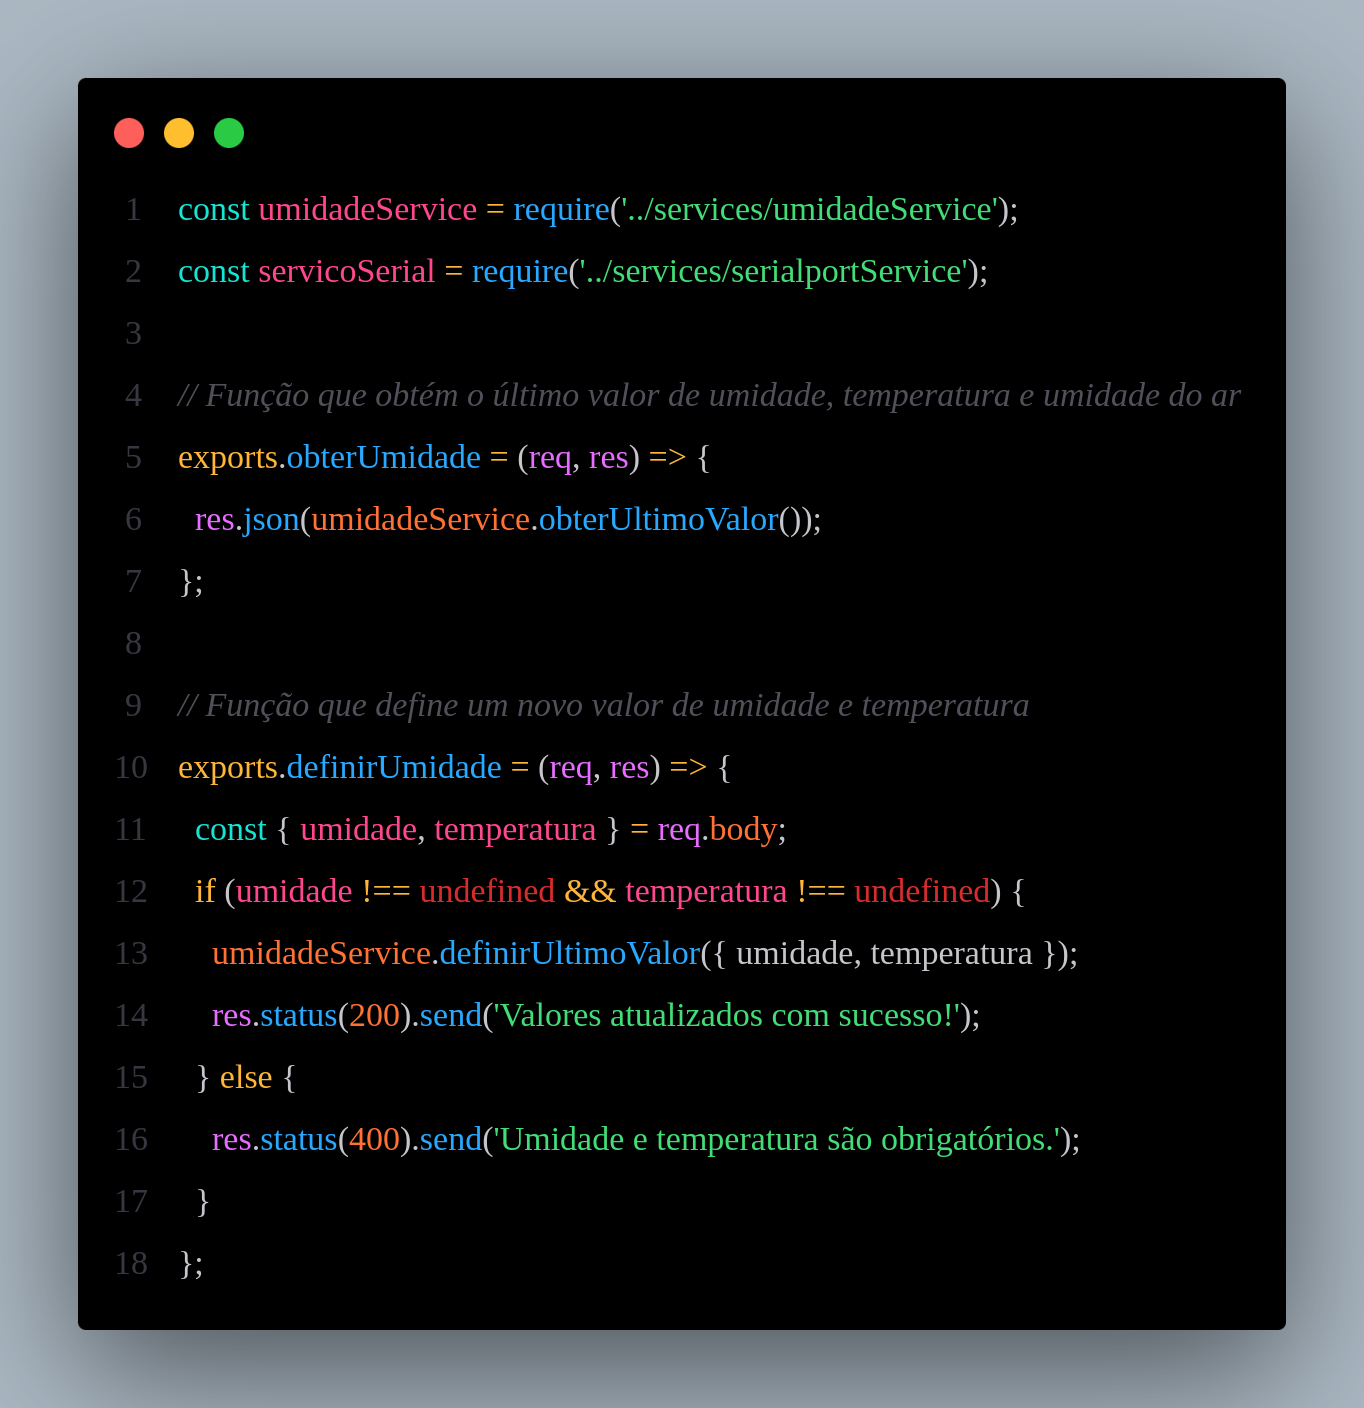 1 const umidadeService = require('../services/umidadeService');
2 const servicoSerial = require('../services/serialportService');
3
4 // Função que obtém o último valor de umidade, temperatura e umidade do ar
5 exports.obterUmidade = (req, res) => {
6   res.json(umidadeService.obterUltimoValor());
7 };
8
9 // Função que define um novo valor de umidade e temperatura
10 exports.definirUmidade = (req, res) => {
11   const { umidade, temperatura } = req.body;
12   if (umidade !== undefined && temperatura !== undefined) {
13     umidadeService.definirUltimoValor({ umidade, temperatura });
14     res.status(200).send('Valores atualizados com sucesso!');
15   } else {
16     res.status(400).send('Umidade e temperatura são obrigatórios.');
17   }
18 };